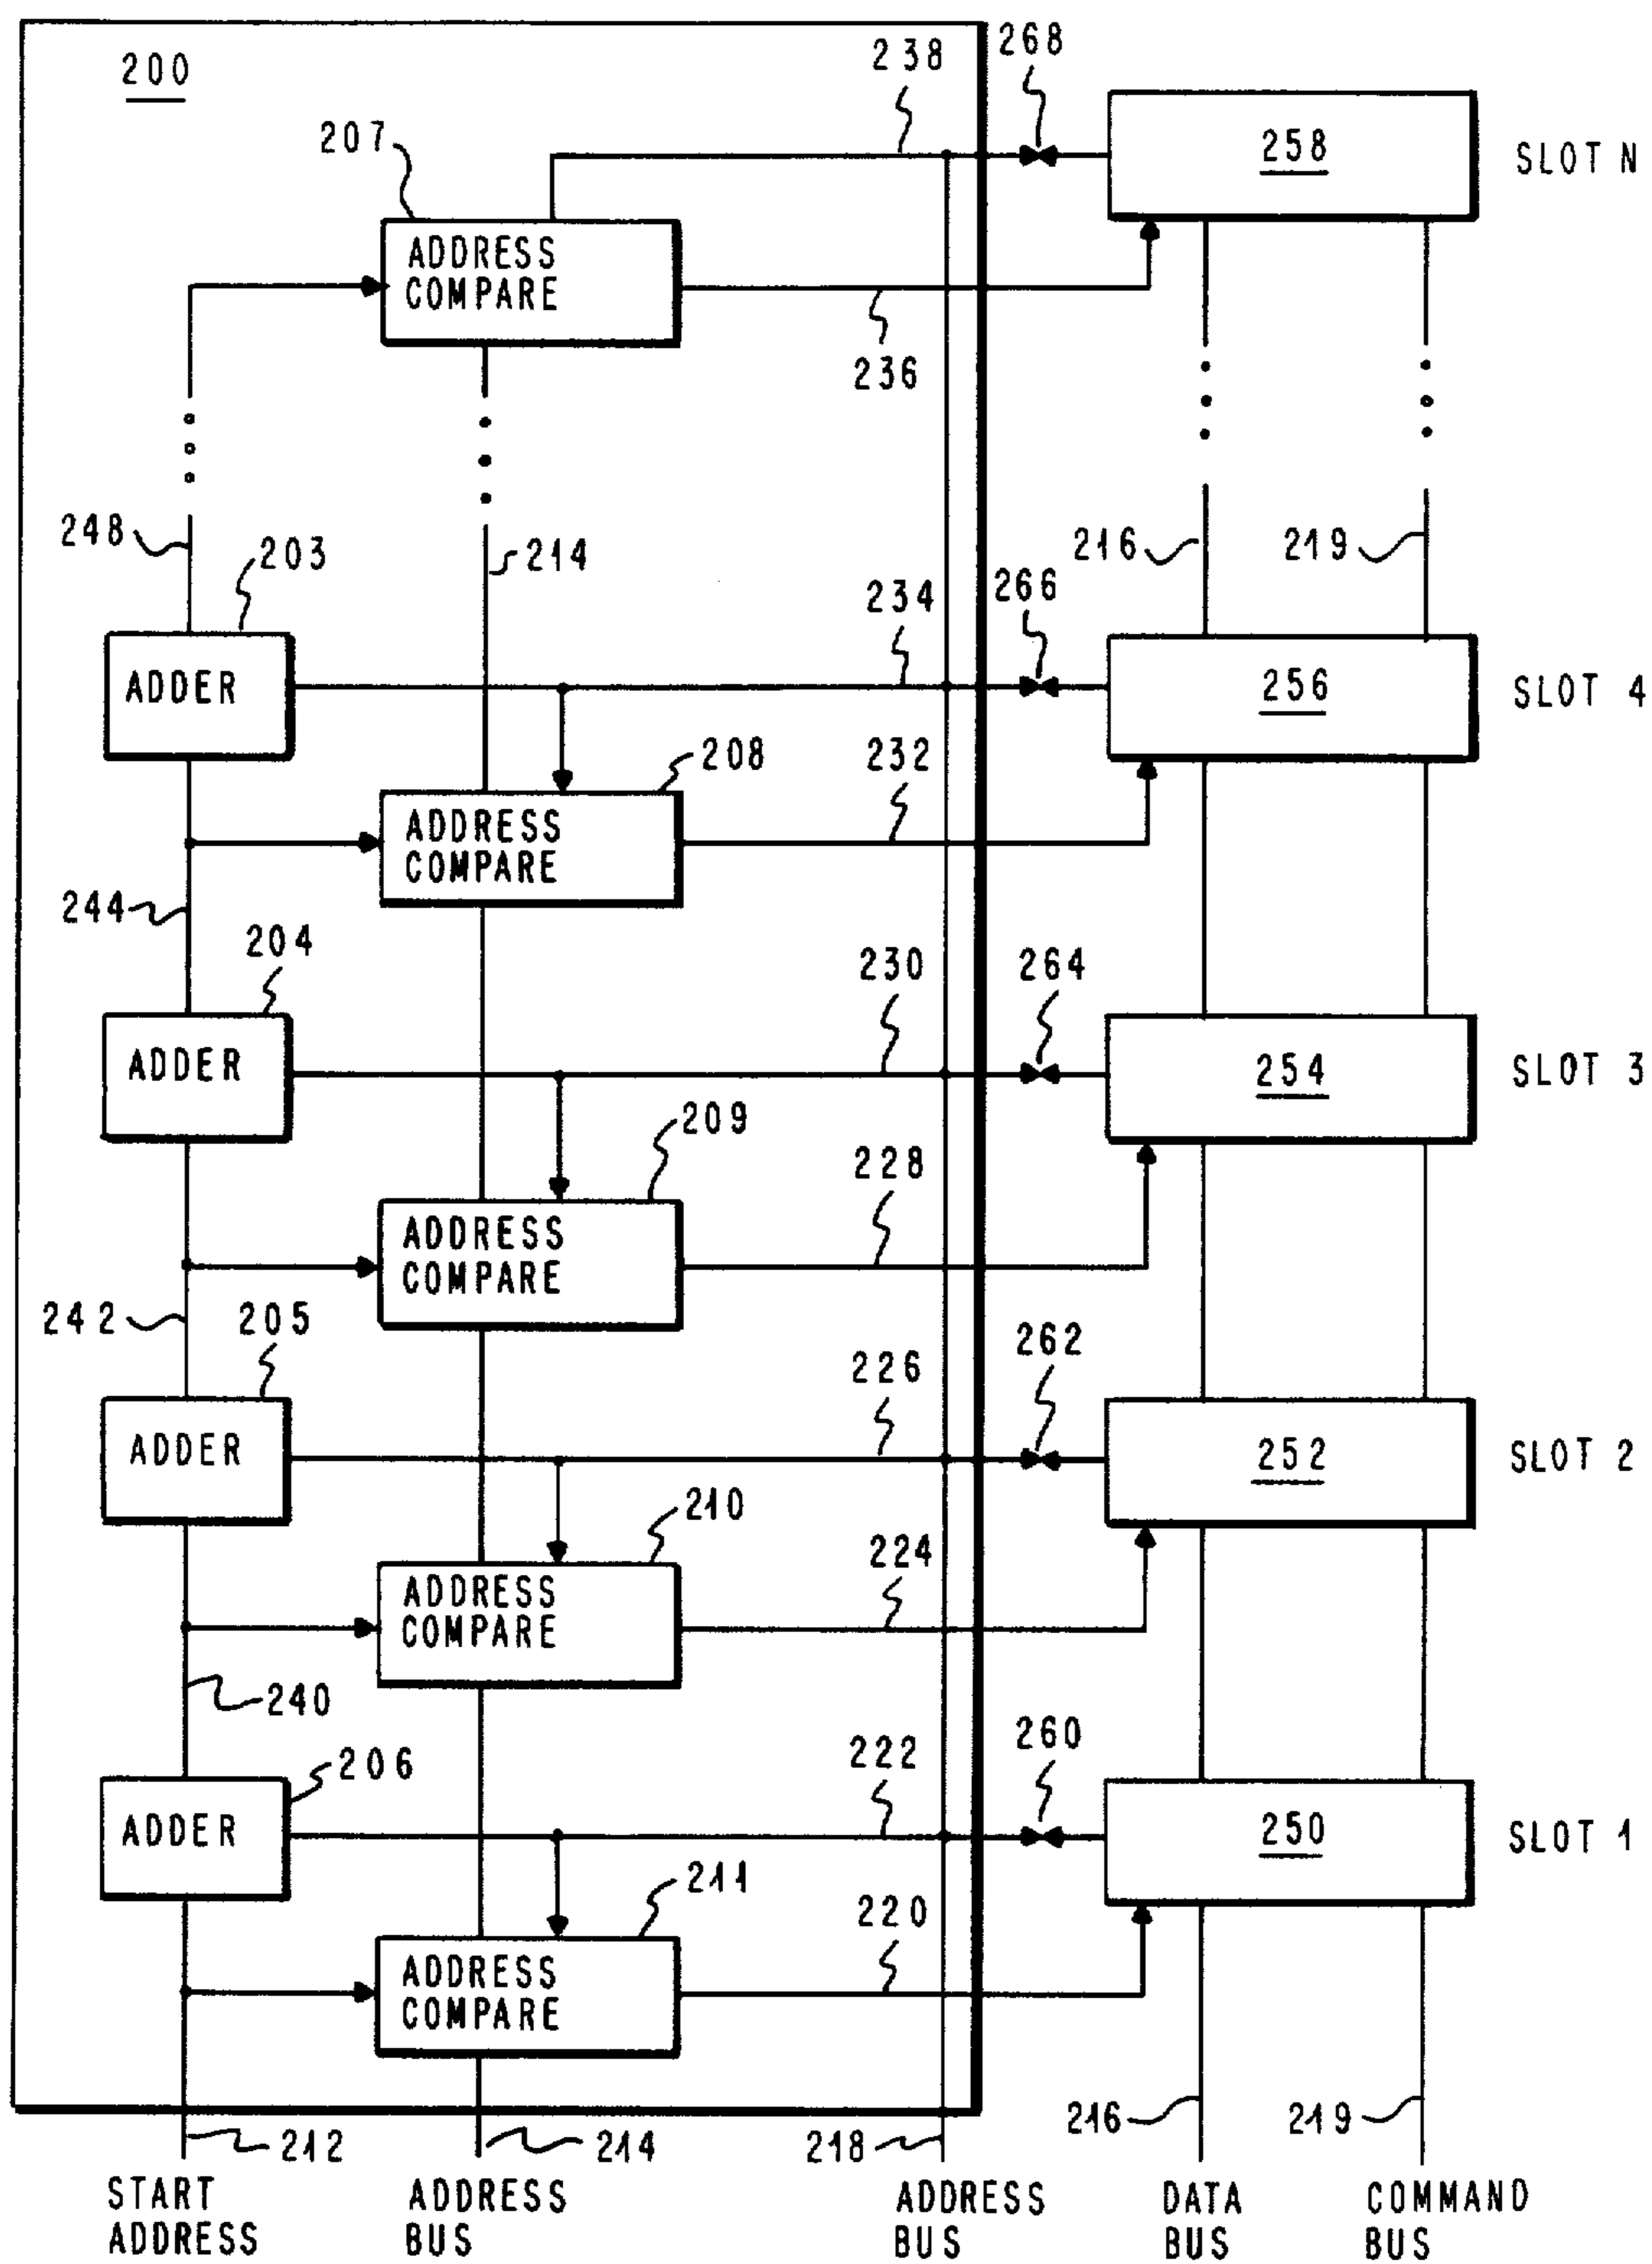 200
238
268
207
258
SLOT N
ADDRESS
COMPARE
236
248
203
214
216
219
234
266
ADDER
256
SLOT 4
208
232
ADDRESS
COMPARE
244
204
230
264
ADDER
254
SLOT 3
209
228
ADDRESS
COMPARE
242
205
226
262
ADDER
252
SLOT 2
210
224
ADDRESS
COMPARE
240
206
222
260
ADDER
250
SLOT 1
211
220
ADDRESS
COMPARE
212
214
218
216
219
START
ADDRESS
ADDRESS
BUS
ADDRESS
BUS
DATA
BUS
COMMAND
BUS